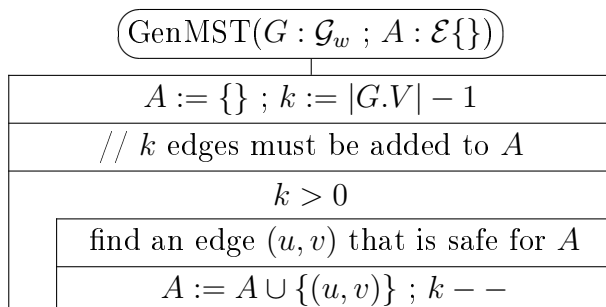 GenMST(G : 𝒢_w ; A : ℰ{})
A := {} ; k := |G.V| − 1
// k edges must be added to A
k > 0
find an edge (u, v) that is safe for A
A := A ∪ {(u, v)} ; k − −